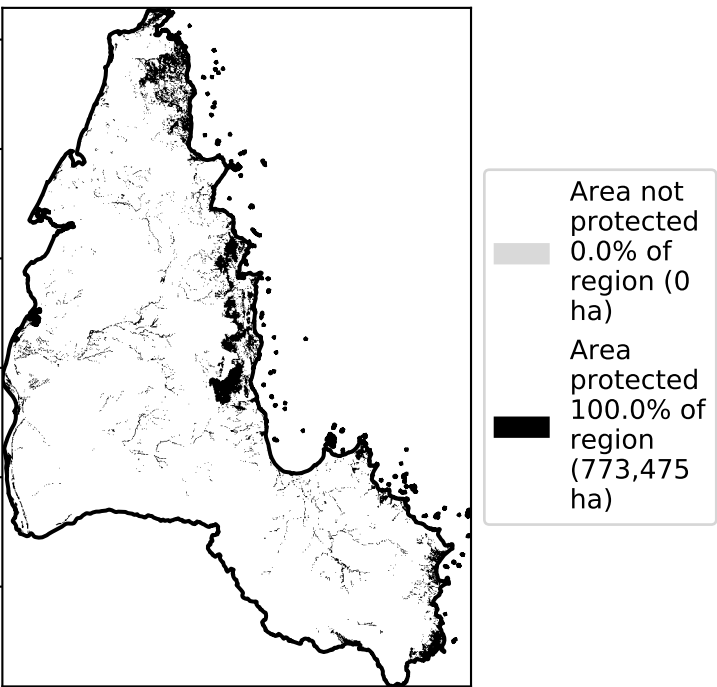 Area not
protected
0.0% of
region (0
ha)
Area
protected
100.0% of
region
(773,475
ha)